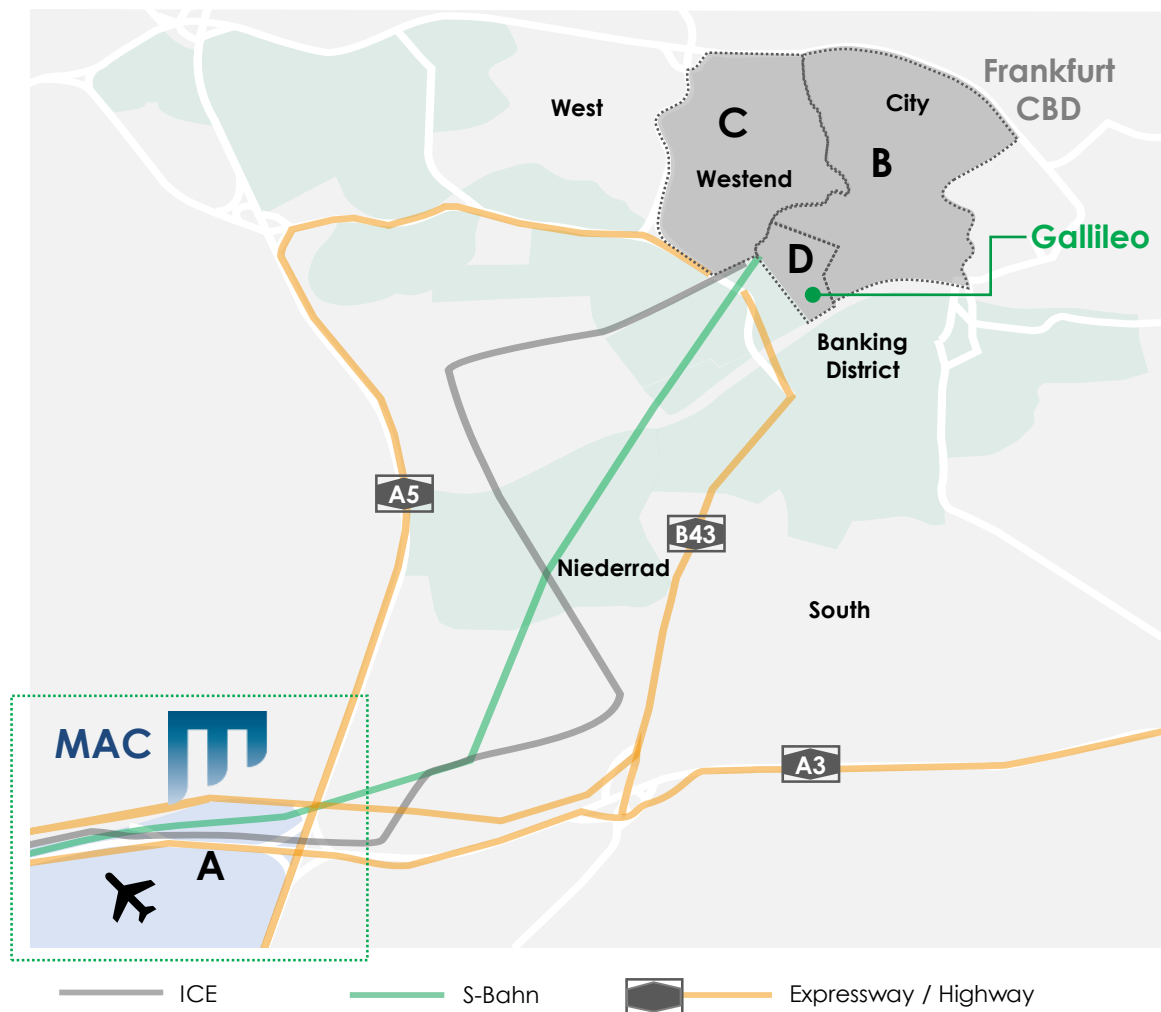 Frankfurt
CBD
City
West
C
B
Westend
Gallileo
D
Banking
District
A5
B43
Niederrad
South
MAC
A3
A
ICE
S-Bahn
Expressway / Highway